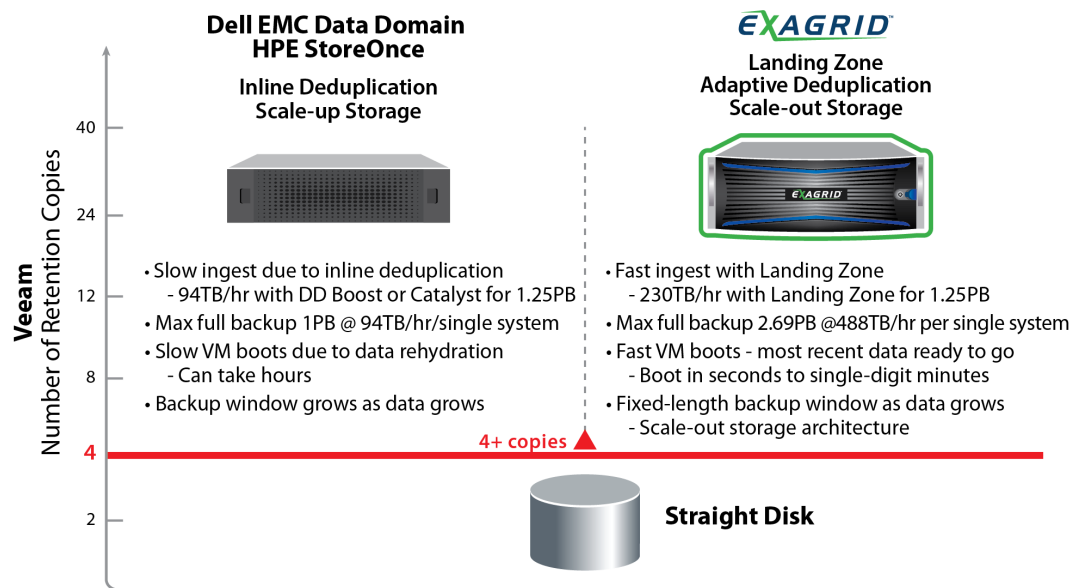 Dell EMC Data Domain
HPE StoreOnce
Inline Deduplication
Scale-up Storage
EXAGRID™
Landing Zone
Adaptive Deduplication
Scale-out Storage
EXAGRID
Veeam
Number of Retention Copies
40
24
12
8
4
2
• Slow ingest due to inline deduplication
- 94TB/hr with DD Boost or Catalyst for 1.25PB
• Max full backup 1PB @ 94TB/hr/single system
• Slow VM boots due to data rehydration
- Can take hours
• Backup window grows as data grows
• Fast ingest with Landing Zone
- 230TB/hr with Landing Zone for 1.25PB
• Max full backup 2.69PB @488TB/hr per single system
• Fast VM boots - most recent data ready to go
- Boot in seconds to single-digit minutes
• Fixed-length backup window as data grows
- Scale-out storage architecture
4+ copies
Straight Disk